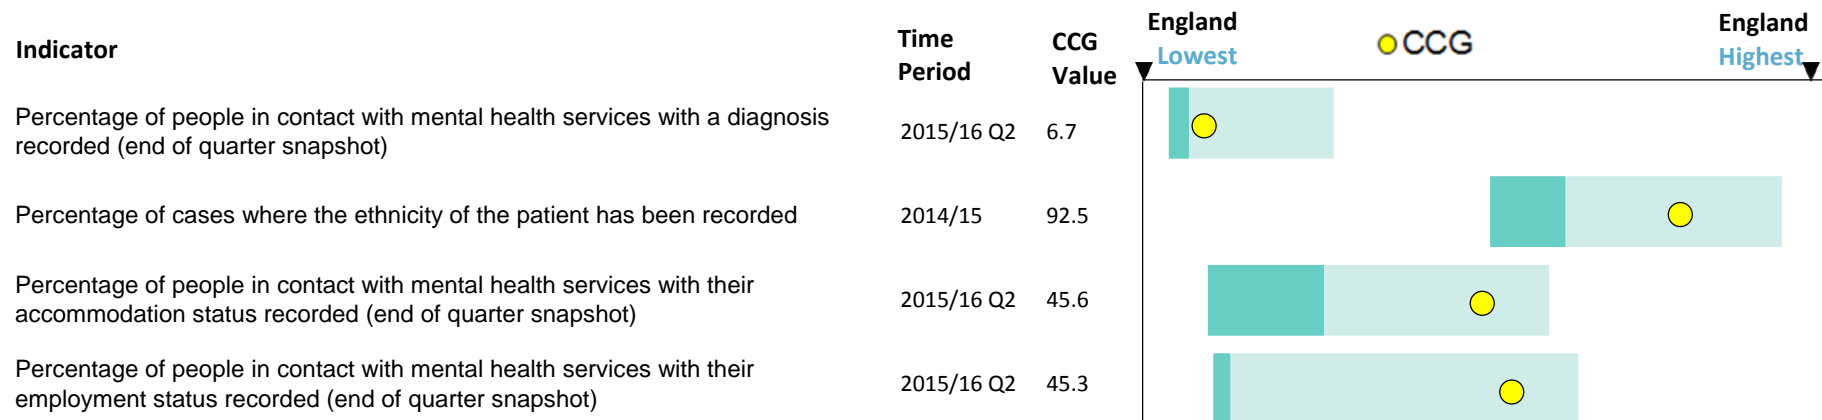 Indicator
Time Period
CCG Value
England Lowest
CCG
England Highest
Percentage of people in contact with mental health services with a diagnosis
recorded (end of quarter snapshot)
2015/16 Q2
6.7
Percentage of cases where the ethnicity of the patient has been recorded
2014/15
92.5
Percentage of people in contact with mental health services with their
accommodation status recorded (end of quarter snapshot)
2015/16 Q2
45.6
Percentage of people in contact with mental health services with their
employment status recorded (end of quarter snapshot)
2015/16 Q2
45.3